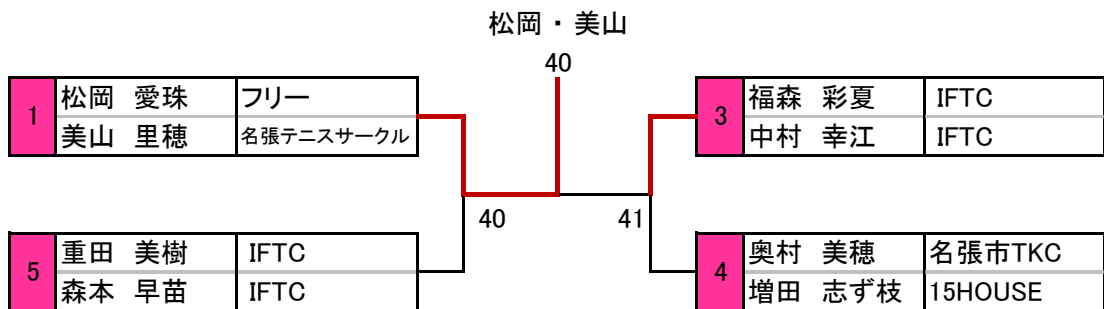 松岡・美山
40
1 松岡 愛珠 フリー
美山 里穂 名張テニスサークル
3 福森 彩夏 IFTC
中村 幸江 IFTC
40 41
5 重田 美樹 IFTC
森本 早苗 IFTC
4 奥村 美穂 名張市TKC
増田 志ず枝 15HOUSE